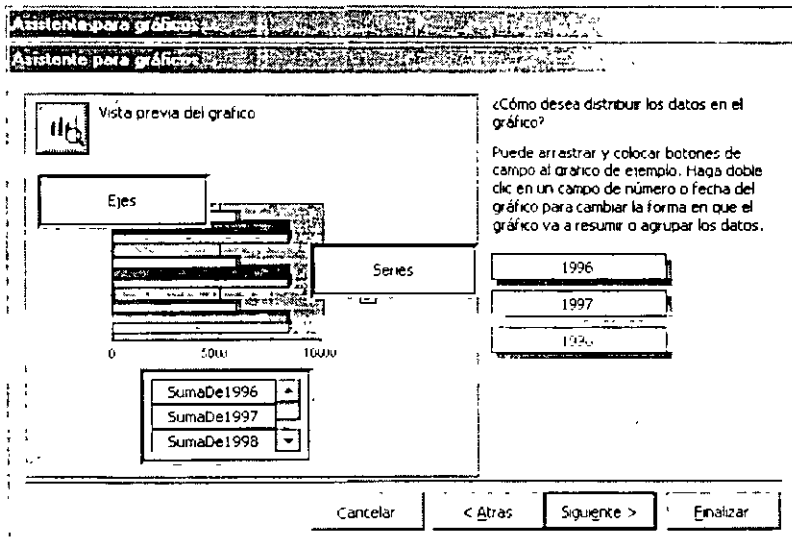 Asistente para gráficos
Asistente para gráficos
Vista previa del grafico
Ejes
Series
0 5000 10000
SumaDe1996
SumaDe1997
SumaDe1998
¿Cómo desea distribuir los datos en el
gráfico?
Puede arrastrar y colocar botones de
campo al grafico de ejemplo. Haga doble
clic en un campo de número o fecha del
gráfico para cambiar la forma en que el
gráfico va a resumir o agrupar los datos.
1996
1997
Cancelar
< Atras
Siguiente >
Finalizar